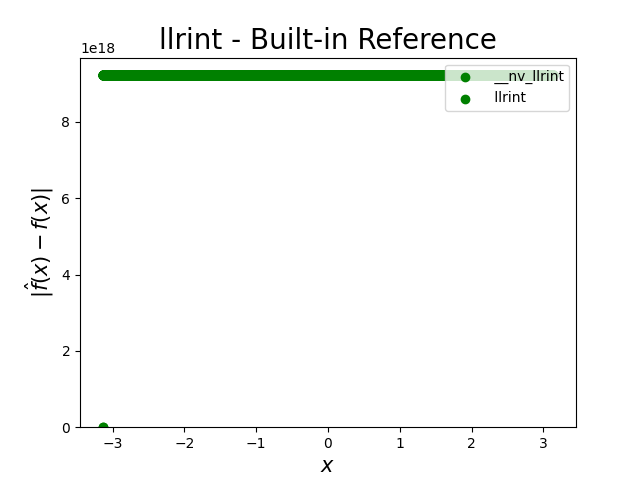 llrint - Built-in Reference
1e18
__nv_llrint
llrint
8
6
4
2
0
|f̂(x) − f(x)|
−3 −2 −1 0 1 2 3
x